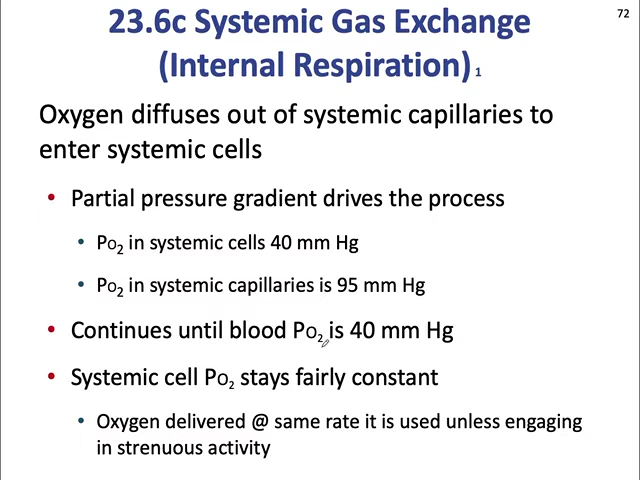 72
23.6c Systemic Gas Exchange
(Internal Respiration) 1
Oxygen diffuses out of systemic capillaries to
enter systemic cells
• Partial pressure gradient drives the process
• PO2 in systemic cells 40 mm Hg
• PO2 in systemic capillaries is 95 mm Hg
• Continues until blood PO2 is 40 mm Hg
• Systemic cell PO2 stays fairly constant
• Oxygen delivered @ same rate it is used unless engaging
in strenuous activity